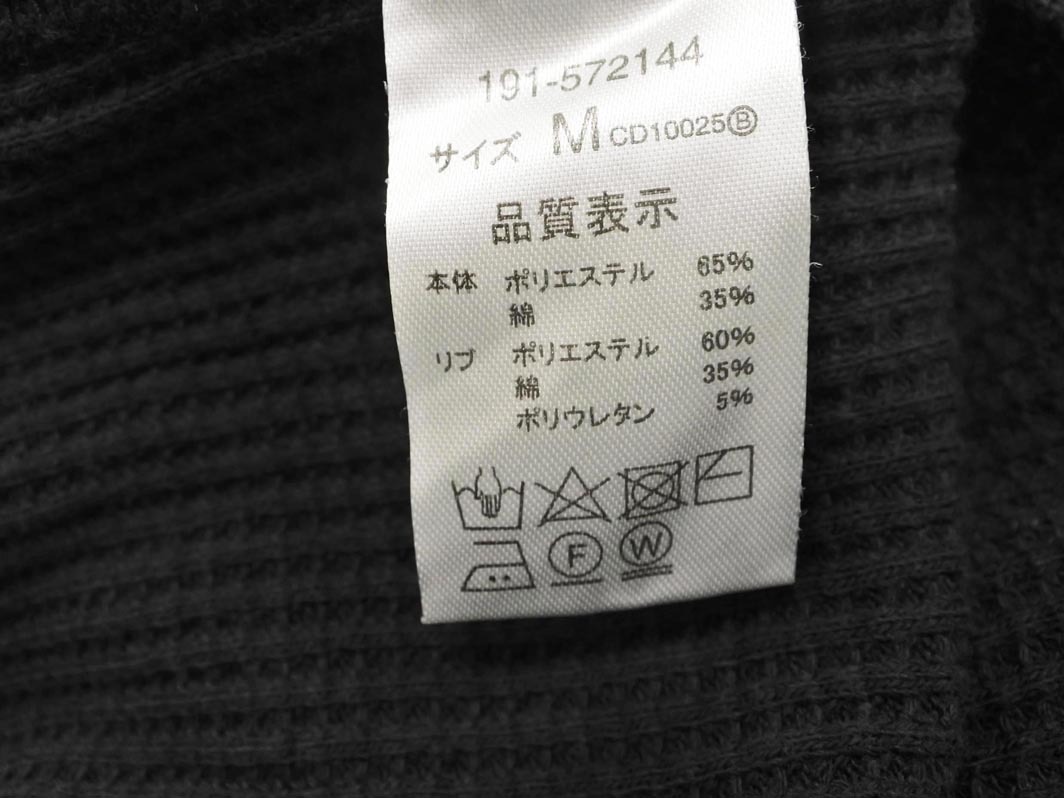 191-572144
サイズ M CD10025Ⓑ
品質表示
本体 ポリエステル 65%
綿 35%
リブ ポリエステル 60%
綿 35%
ポリウレタン 5%
F W